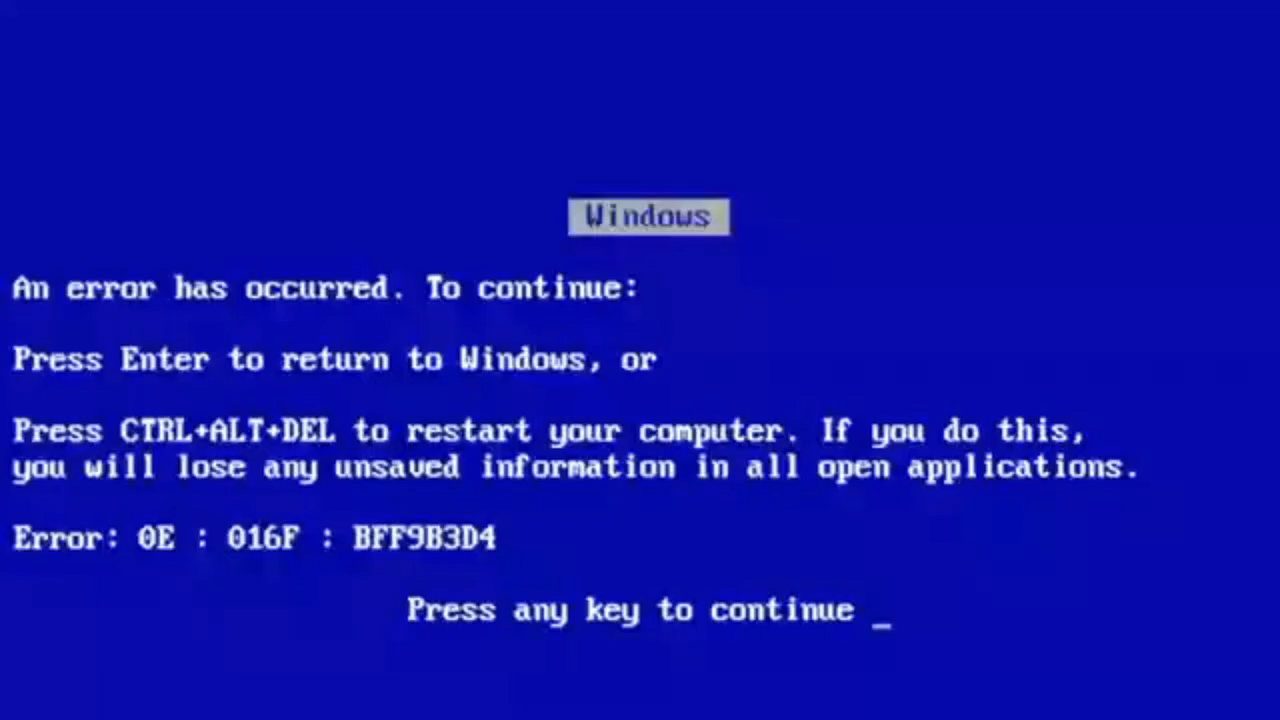 Windows
An error has occurred. To continue:
Press Enter to return to Windows, or
Press CTRL+ALT+DEL to restart your computer. If you do this,
you will lose any unsaved information in all open applications.
Error: 0E : 016F : BFF9B3D4
Press any key to continue _